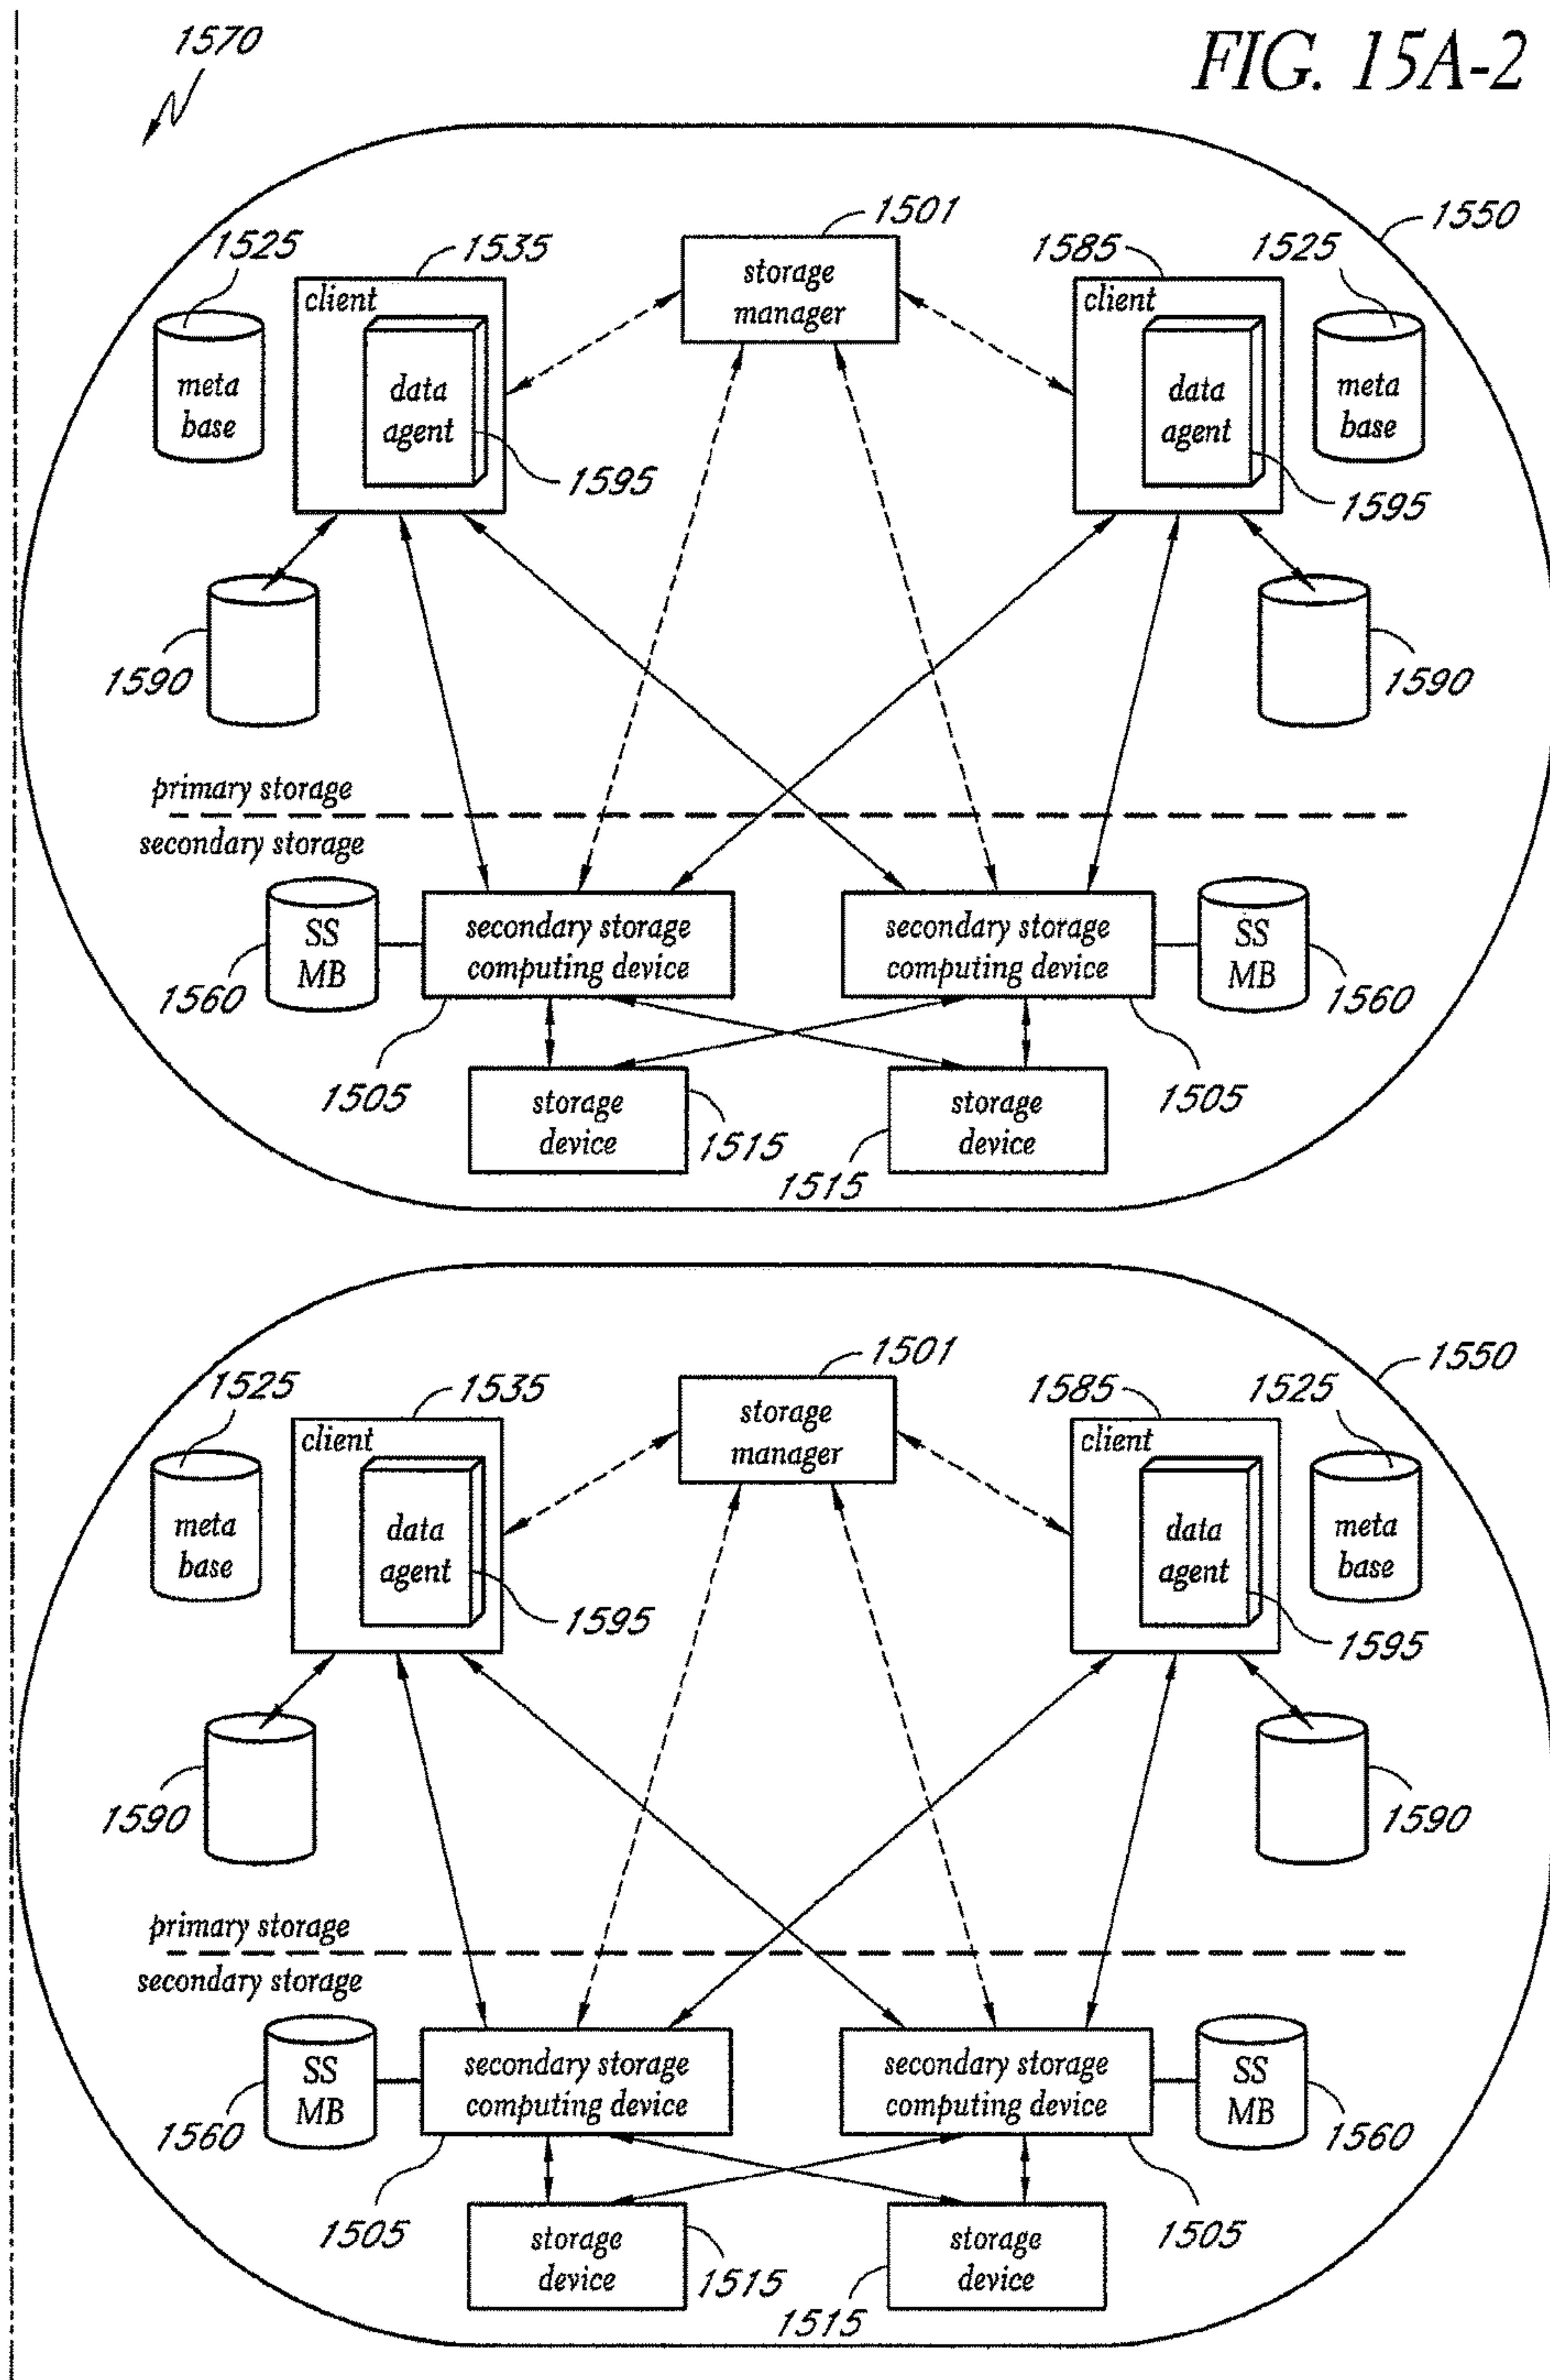 1570
FIG. 15A-2
1501
1550
1525
1535
1585
1525
client
storage
manager
client
meta
base
data
agent
data
agent
meta
base
1595
1595
1590
1590
primary storage
secondary storage
SS
MB
secondary storage
computing device
secondary storage
computing device
SS
MB
1560
1560
1505
storage
device
1515
storage
device
1505
1515
1501
1550
1525
1535
1585
1525
client
storage
manager
client
meta
base
data
agent
data
agent
meta
base
1595
1595
1590
1590
primary storage
secondary storage
SS
MB
secondary storage
computing device
secondary storage
computing device
SS
MB
1560
1560
1505
storage
device
1515
storage
device
1505
1515